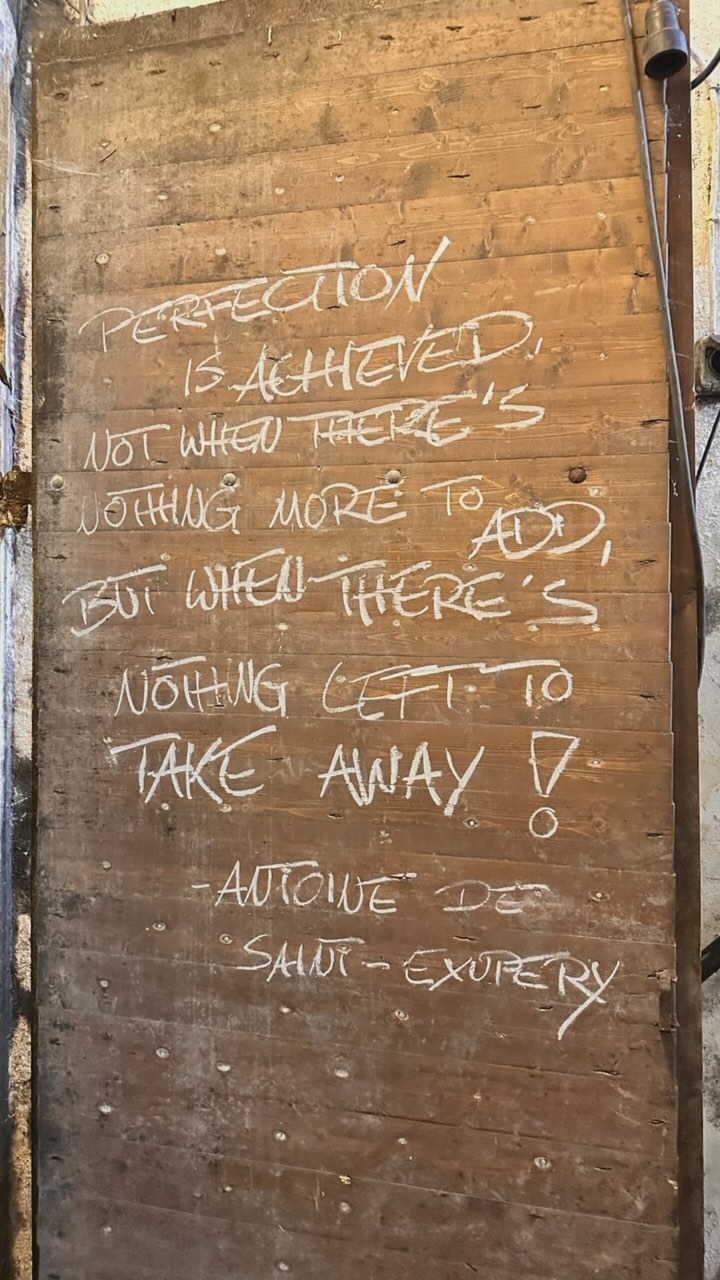 PERFECTION
IS ACHIEVED,
NOT WHEN THERE'S
NOTHING MORE TO
ADD,
BUT WHEN THERE'S
NOTHING LEFT TO
TAKE AWAY!
-ANTOINE DE
SAINT-EXUPERY